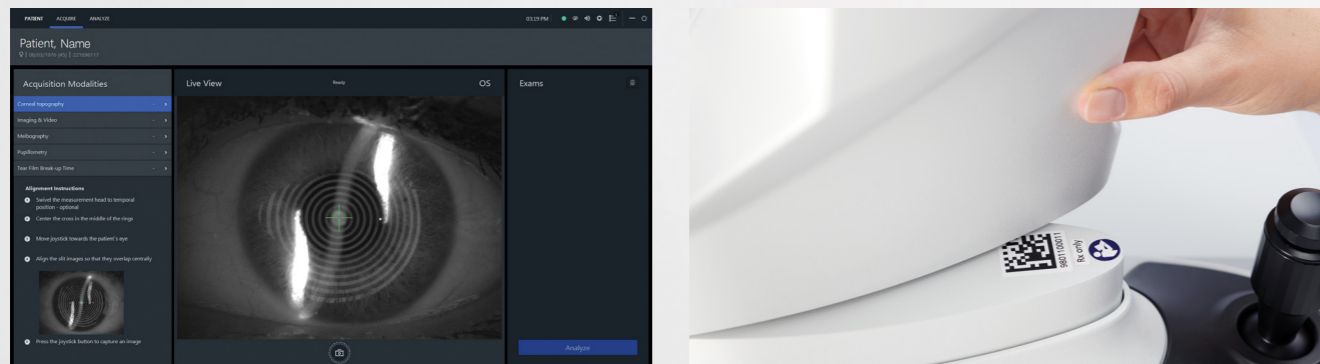 PATIENT ACQUIRE ANALYZE
03:19 PM
Patient, Name
Acquisition Modalities
Corneal topography
Imaging & Video
Meibography
Pupillometry
Tear Film Break-up Time
Alignment Instructions
Swivel the measurement head to temporal
position - optional
Center the cross in the middle of the rings
Move joystick towards the patient's eye
Align the slit images so that they overlap centrally
Press the joystick button to capture an image
Live View Ready OS
Exams
Analyze
9801100011
Rx only